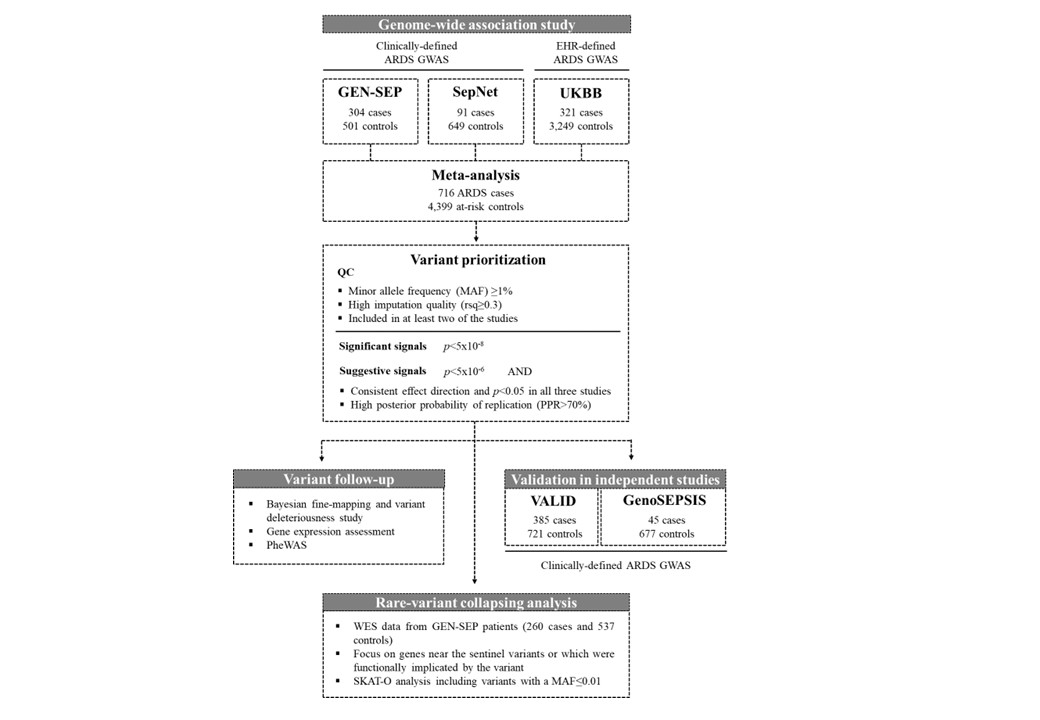 Genome-wide association study
Clinically-defined
ARDS GWAS
EHR-defined
ARDS GWAS
GEN-SEP
304 cases
501 controls
SepNet
91 cases
649 controls
UKBB
321 cases
3,249 controls
Meta-analysis
716 ARDS cases
4,399 at-risk controls
Variant prioritization
QC
▪ Minor allele frequency (MAF) ≥1%
▪ High imputation quality (rsq≥0.3)
▪ Included in at least two of the studies
Significant signals p<5x10⁻⁸
Suggestive signals p<5x10⁻⁶ AND
▪ Consistent effect direction and p<0.05 in all three studies
▪ High posterior probability of replication (PPR>70%)
Variant follow-up
▪ Bayesian fine-mapping and variant
deleteriousness study
▪ Gene expression assessment
▪ PheWAS
Validation in independent studies
VALID
385 cases
721 controls
GenoSEPSIS
45 cases
677 controls
Clinically-defined ARDS GWAS
Rare-variant collapsing analysis
▪ WES data from GEN-SEP patients (260 cases and 537
controls)
▪ Focus on genes near the sentinel variants or which were
functionally implicated by the variant
▪ SKAT-O analysis including variants with a MAF≤0.01